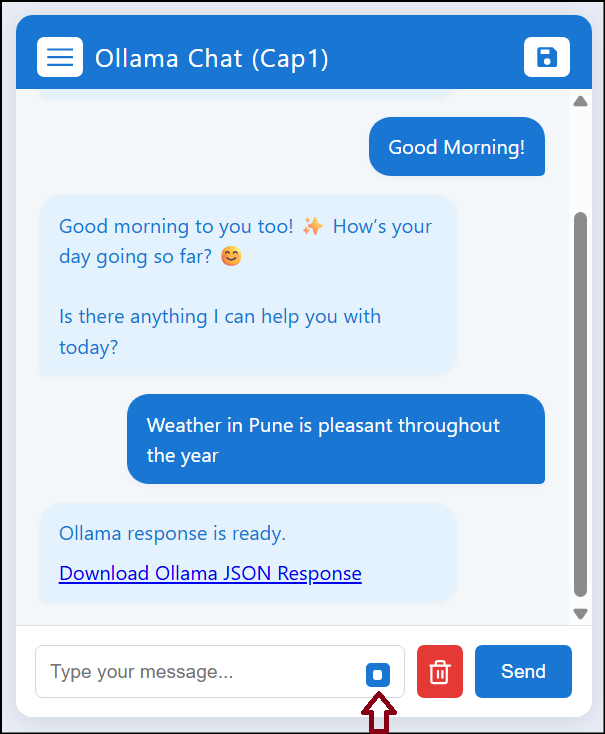 Ollama Chat (Cap1)
Good Morning!
Good morning to you too! ✨ How's your
day going so far? 😊
Is there anything I can help you with
today?
Weather in Pune is pleasant throughout
the year
Ollama response is ready.
Download Ollama JSON Response
Type your message...
Send